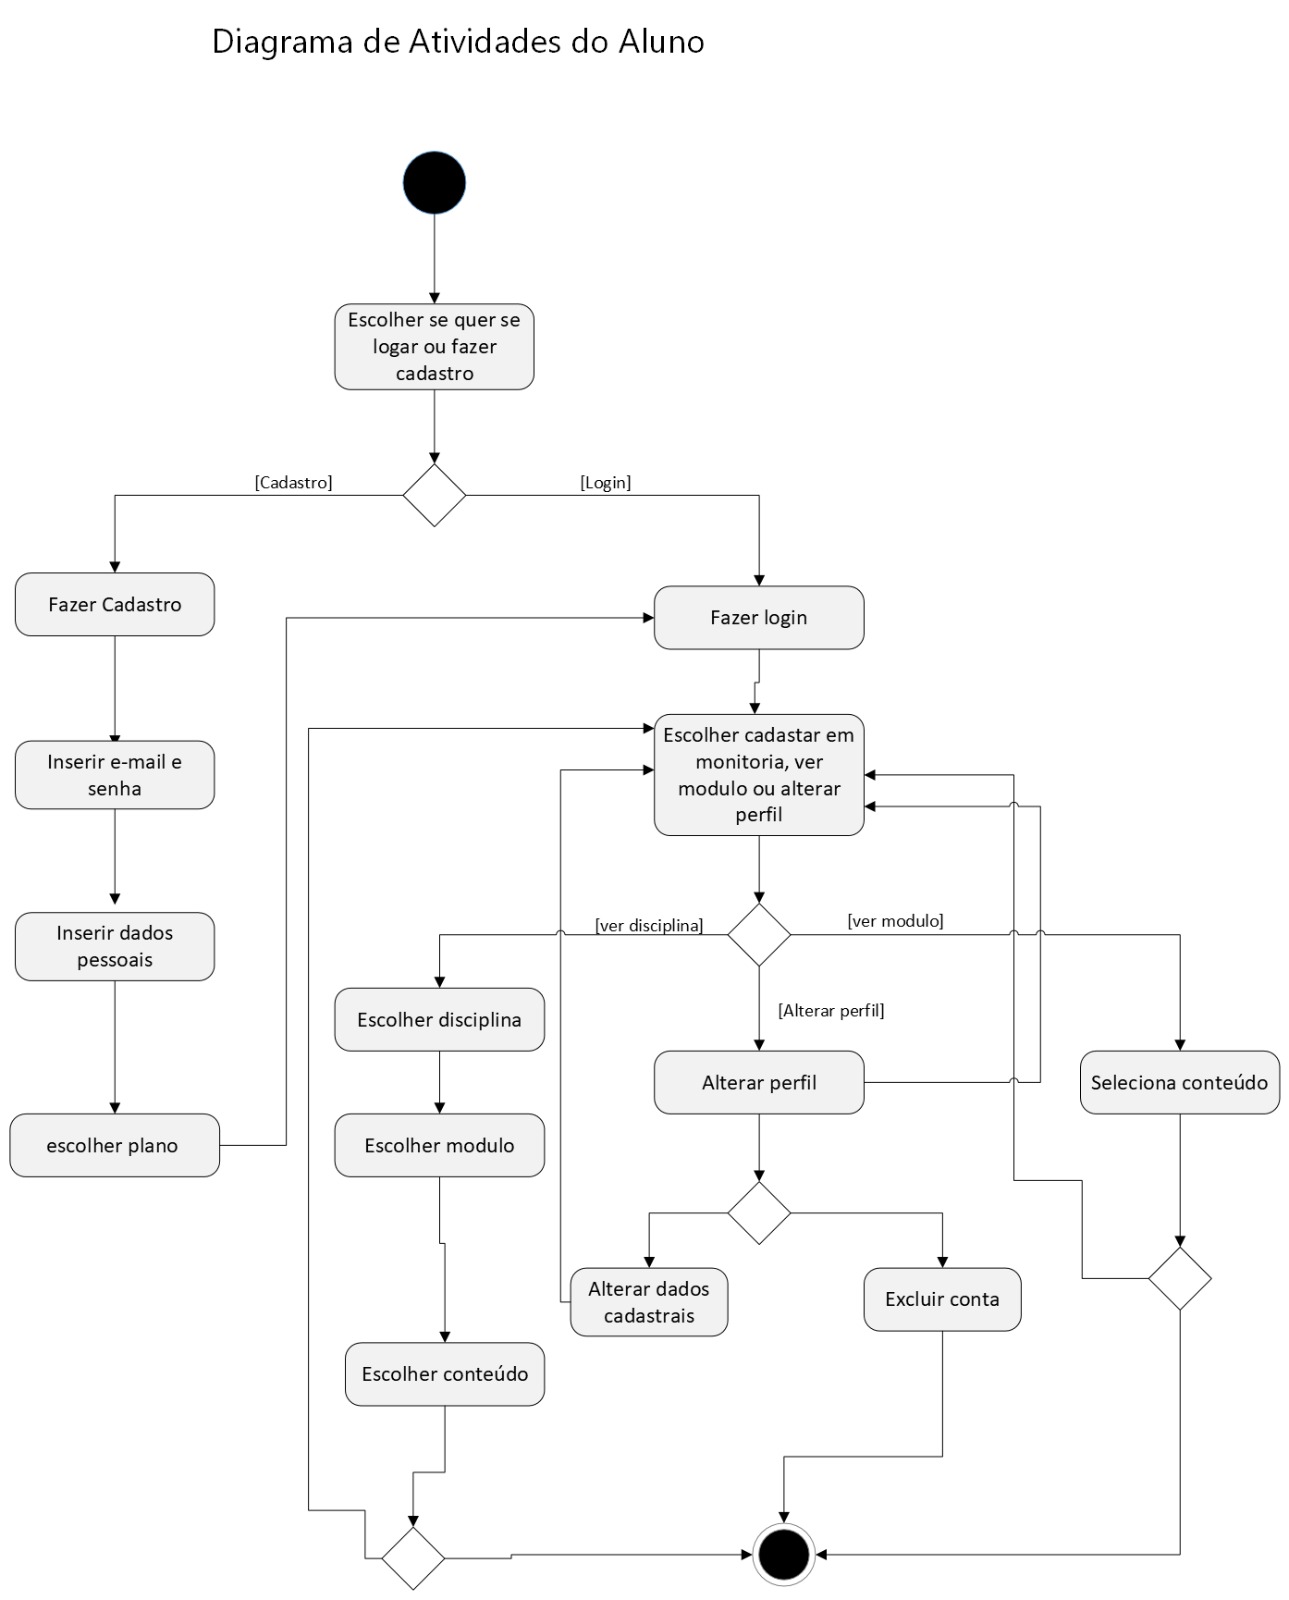 Diagrama de Atividades do Aluno
Escolher se quer se
logar ou fazer
cadastro
[Cadastro]
[Login]
Fazer Cadastro
Fazer login
Inserir e-mail e
senha
Escolher cadastar em
monitoria, ver
modulo ou alterar
perfil
Inserir dados
pessoais
[ver disciplina]
[ver modulo]
Escolher disciplina
[Alterar perfil]
Alterar perfil
Seleciona conteúdo
escolher plano
Escolher modulo
Alterar dados
cadastrais
Excluir conta
Escolher conteúdo